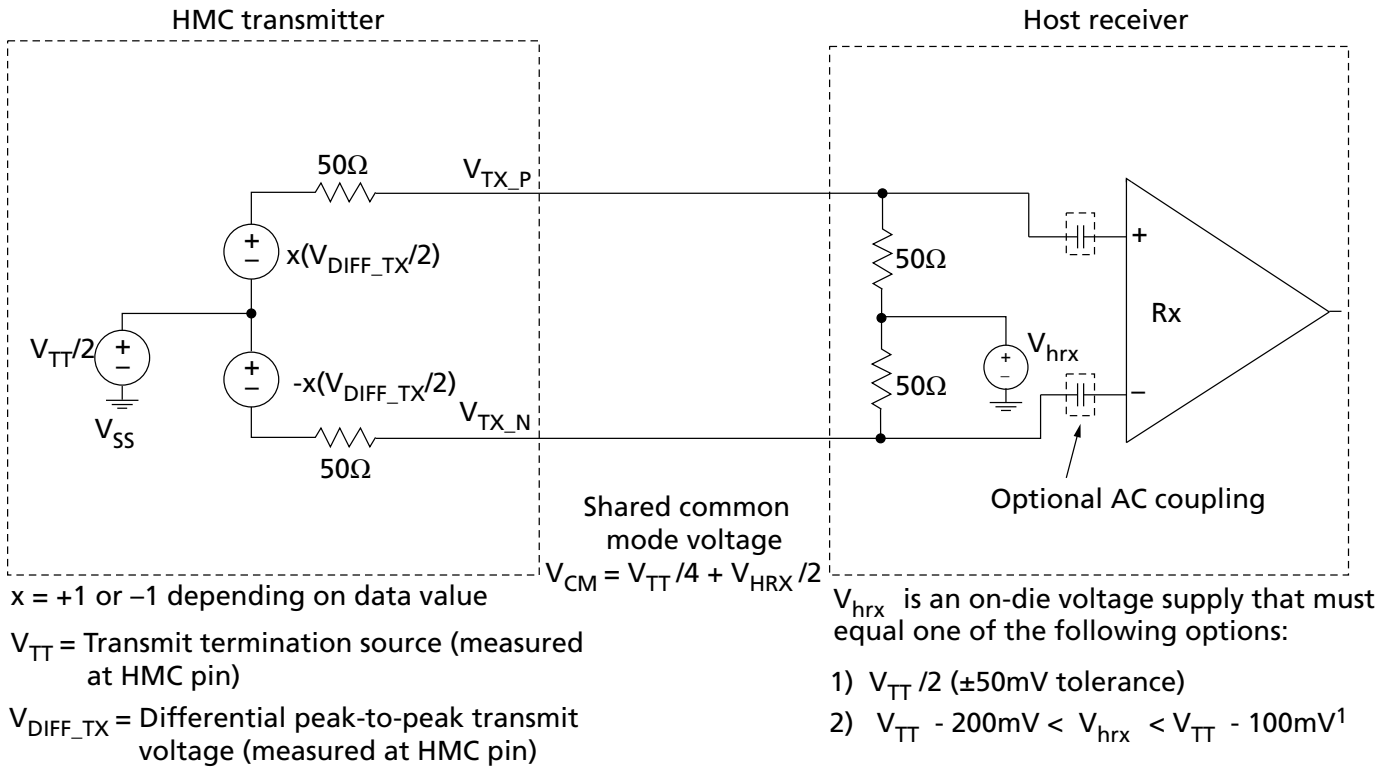 HMC transmitter
Host receiver
50Ω
V_TX_P
+
−
x(V_DIFF_TX/2)
V_TT/2
+
−
V_SS
+
−
-x(V_DIFF_TX/2)
V_TX_N
50Ω
50Ω
50Ω
+
−
V_hrx
+
Rx
−
Optional AC coupling
Shared common
mode voltage
V_CM = V_TT /4 + V_HRX /2
x = +1 or –1 depending on data value
V_TT = Transmit termination source (measured
at HMC pin)
V_DIFF_TX = Differential peak-to-peak transmit
voltage (measured at HMC pin)
V_hrx is an on-die voltage supply that must
equal one of the following options:
1) V_TT /2 (±50mV tolerance)
2) V_TT - 200mV < V_hrx < V_TT - 100mV¹